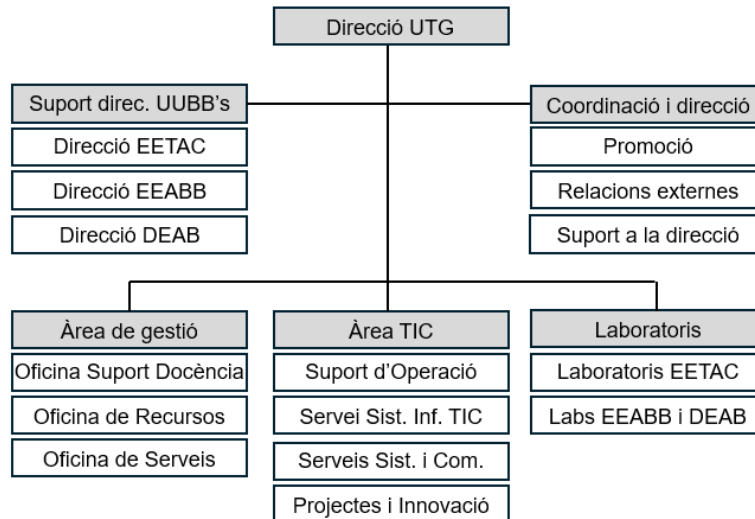 Direcció UTG
Suport direc. UUBB's
Direcció EETAC
Direcció EEABB
Direcció DEAB
Coordinació i direcció
Promoció
Relacions externes
Suport a la direcció
Àrea de gestió
Oficina Suport Docència
Oficina de Recursos
Oficina de Serveis
Àrea TIC
Suport d'Operació
Servei Sist. Inf. TIC
Serveis Sist. i Com.
Projectes i Innovació
Laboratoris
Laboratoris EETAC
Labs EEABB i DEAB